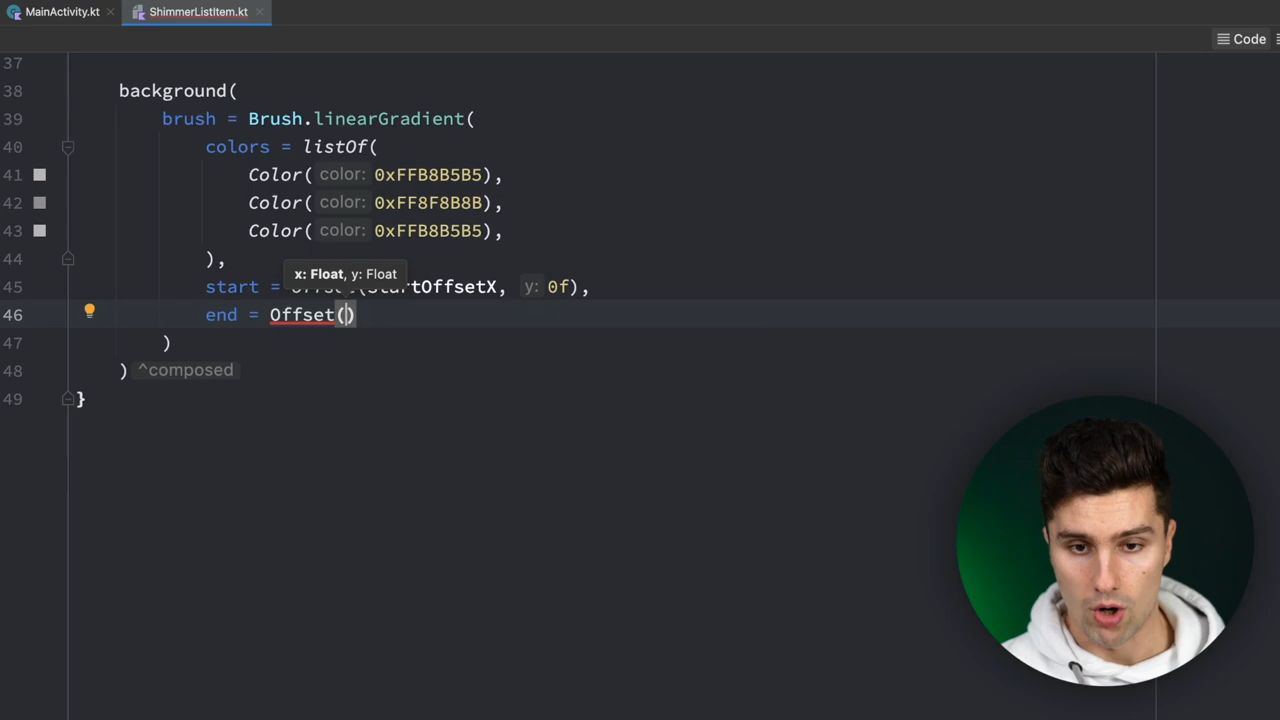 MainActivity.kt
ShimmerListItem.kt
Code
37
38 background(
39 brush = Brush.linearGradient(
40 colors = listOf(
41 Color( color: 0xFFB8B5B5),
42 Color( color: 0xFF8F8B8B),
43 Color( color: 0xFFB8B5B5),
44 ),
x: Float, y: Float
45 start = Offset(startOffsetX, y: 0f),
46 end = Offset()
47 )
48 ) ^composed
49 }